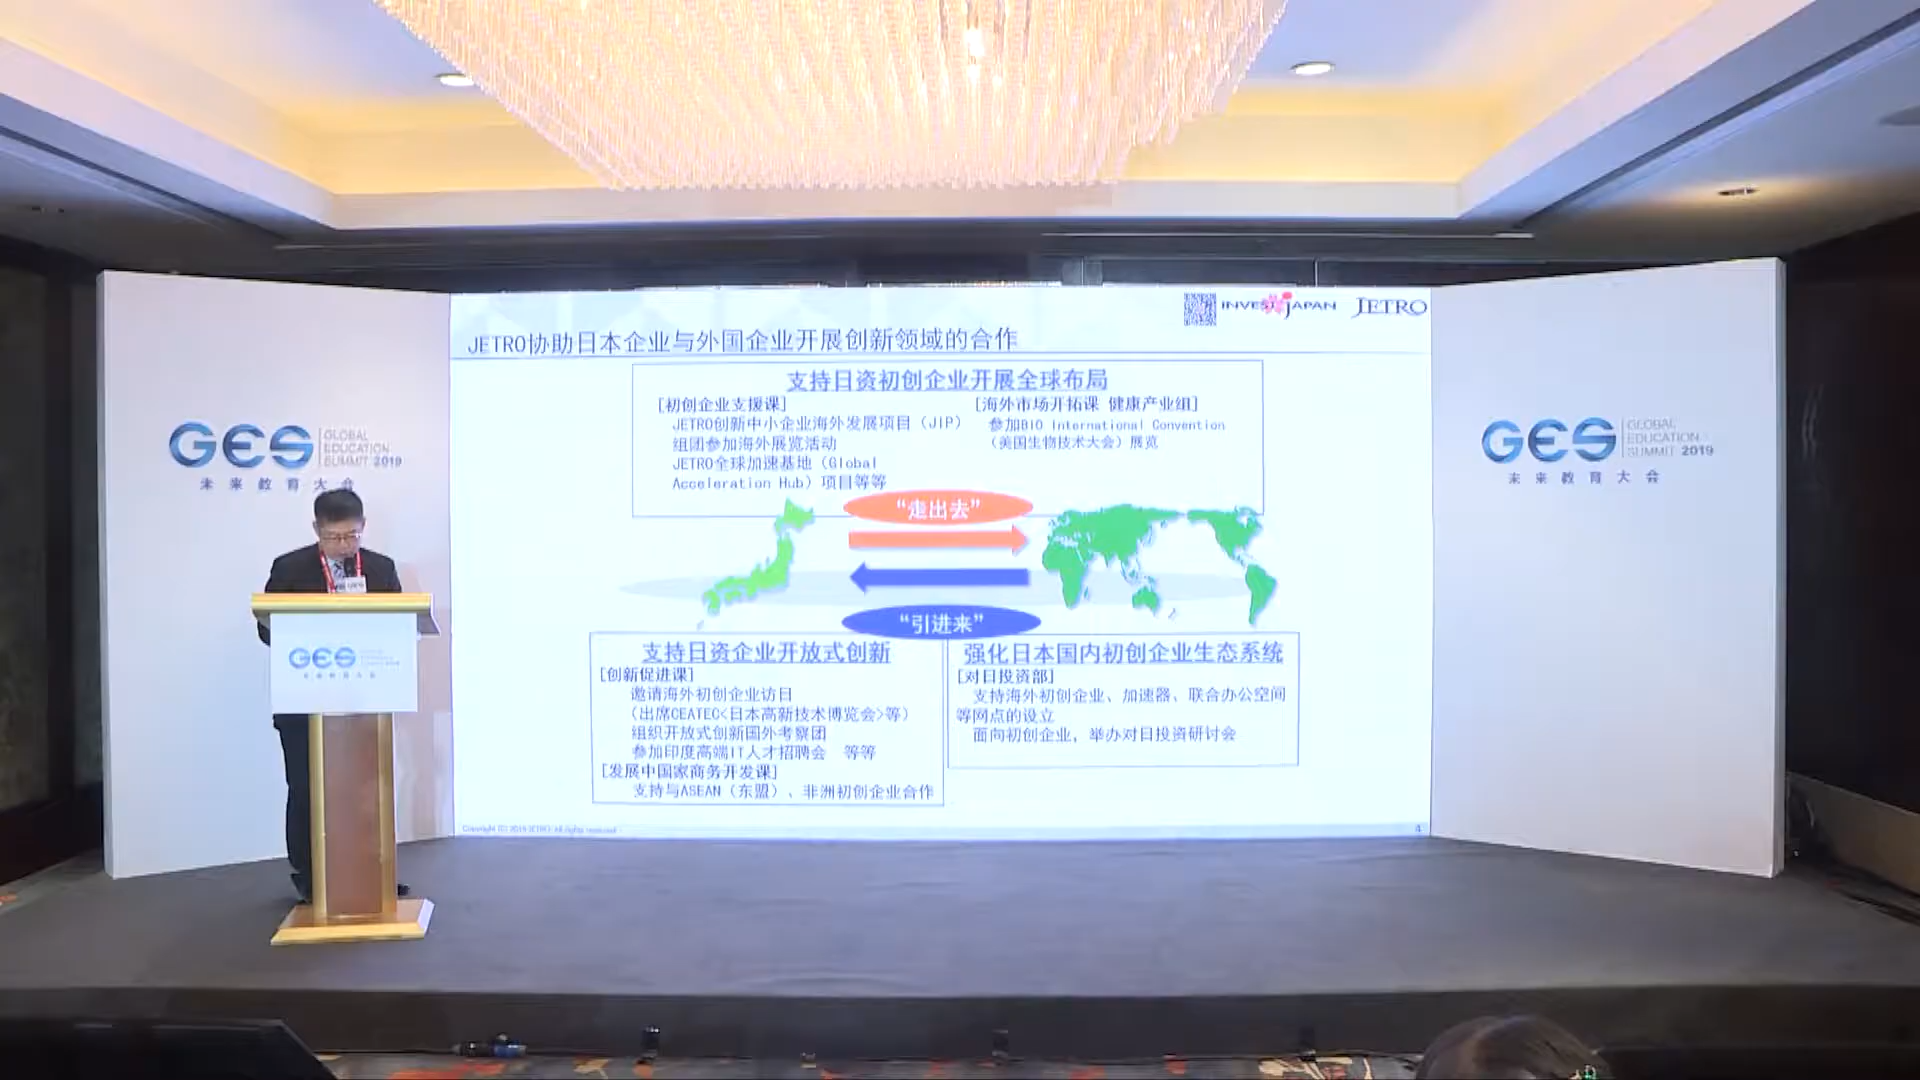 INVEST JAPAN
JETRO
JETRO协助日本企业与外国企业开展创新领域的合作
支持日资初创企业开展全球布局
[初创企业支援课]
JETRO创新中小企业海外发展项目（JIP）
组团参加海外展览活动
JETRO全球加速基地（Global
Acceleration Hub）项目等等
[海外市场开拓课 健康产业组]
参加BIO International Convention
（美国生物技术大会）展览
“走出去”
“引进来”
支持日资企业开放式创新
[创新促进课]
邀请海外初创企业访日
（出席CEATEC<日本高新技术博览会>等）
组织开放式创新国外考察团
参加印度高端IT人才招聘会 等等
[发展中国家商务开发课]
支持与ASEAN（东盟）、非洲初创企业合作
强化日本国内初创企业生态系统
[对日投资部]
支持海外初创企业、加速器、联合办公空间
等网点的设立
面向初创企业，举办对日投资研讨会
4
GES
GLOBAL
EDUCATION
SUMMIT 2019
未来教育大会
GES
GLOBAL
EDUCATION
SUMMIT 2019
未来教育大会
GES
未来教育大会